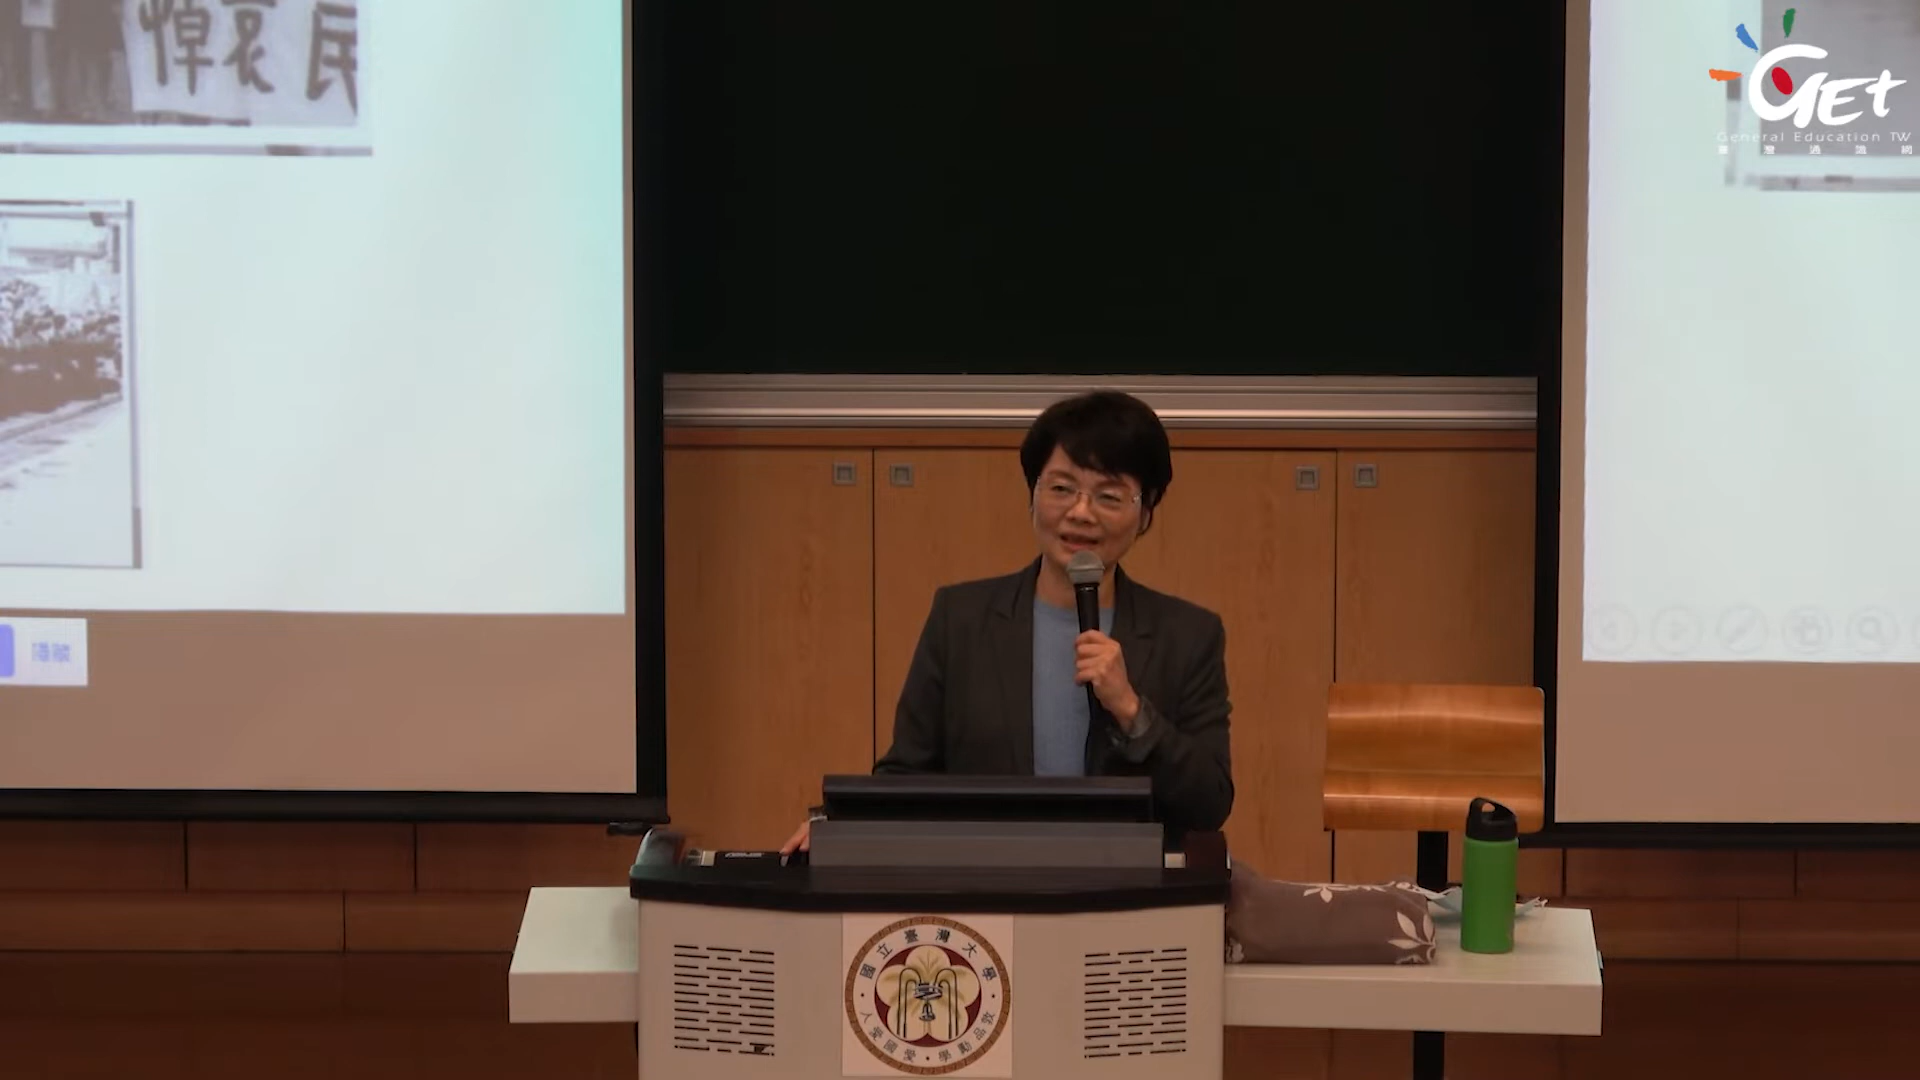 悼哀民
GEt
General Education TW
臺灣通識網
隱藏
國立臺灣大學
敦品勵學・愛國愛人